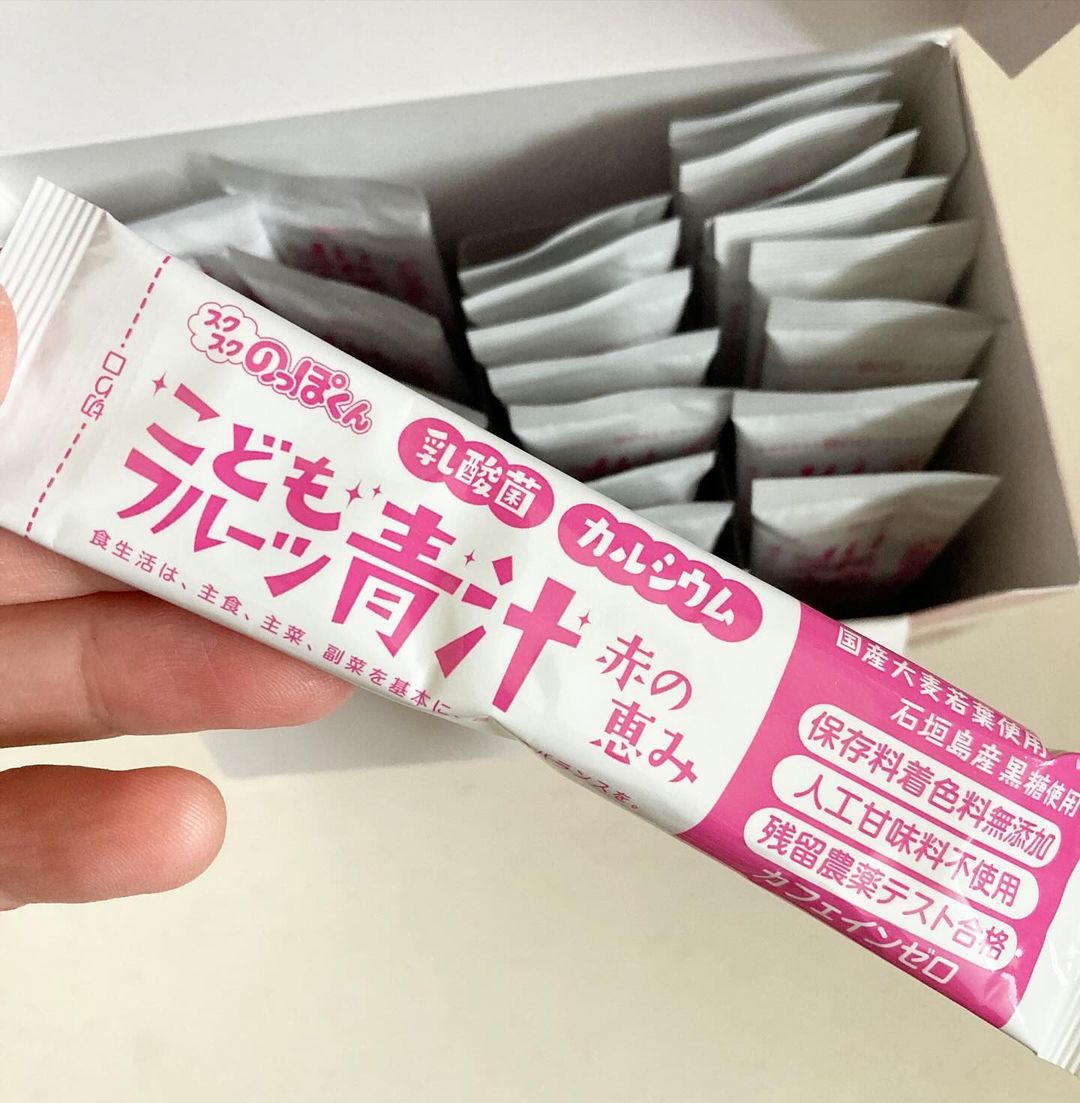 スク
スク
のっぽくん
乳酸菌
カルシウム
こども
フルーツ青汁
赤の
恵み
食生活は、主食、主菜、副菜を基本に、
バランスを。
国産大麦若葉使用
石垣島産黒糖使用
保存料着色料無添加
人工甘味料不使用
残留農薬テスト合格
カフェインゼロ